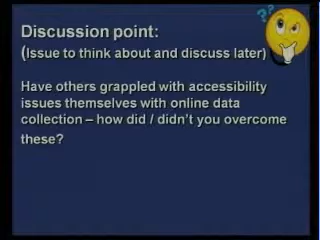 Discussion point:
(Issue to think about and discuss later)
Have others grappled with accessibility
issues themselves with online data
collection – how did / didn't you overcome
these?